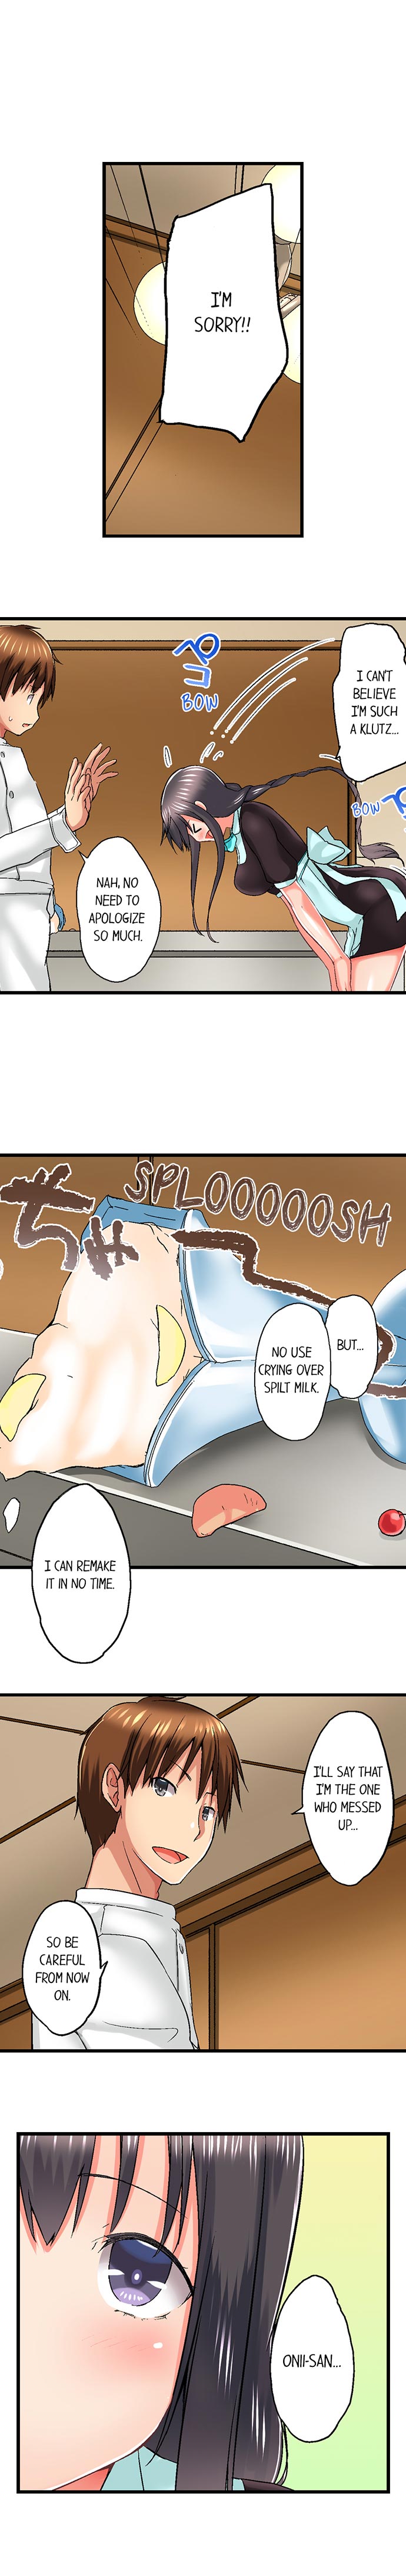 I'M
SORRY!!
I CAN'T
BELIEVE
I'M SUCH
A KLUTZ...
ペコ
BOW
BOW
ペ
NAH, NO
NEED TO
APOLOGIZE
SO MUCH.
SPLOOOOOSH
BUT...
NO USE
CRYING OVER
SPILT MILK.
I CAN REMAKE
IT IN NO TIME.
I'LL SAY THAT
I'M THE ONE
WHO MESSED
UP...
SO BE
CAREFUL
FROM NOW
ON.
ONII-SAN...